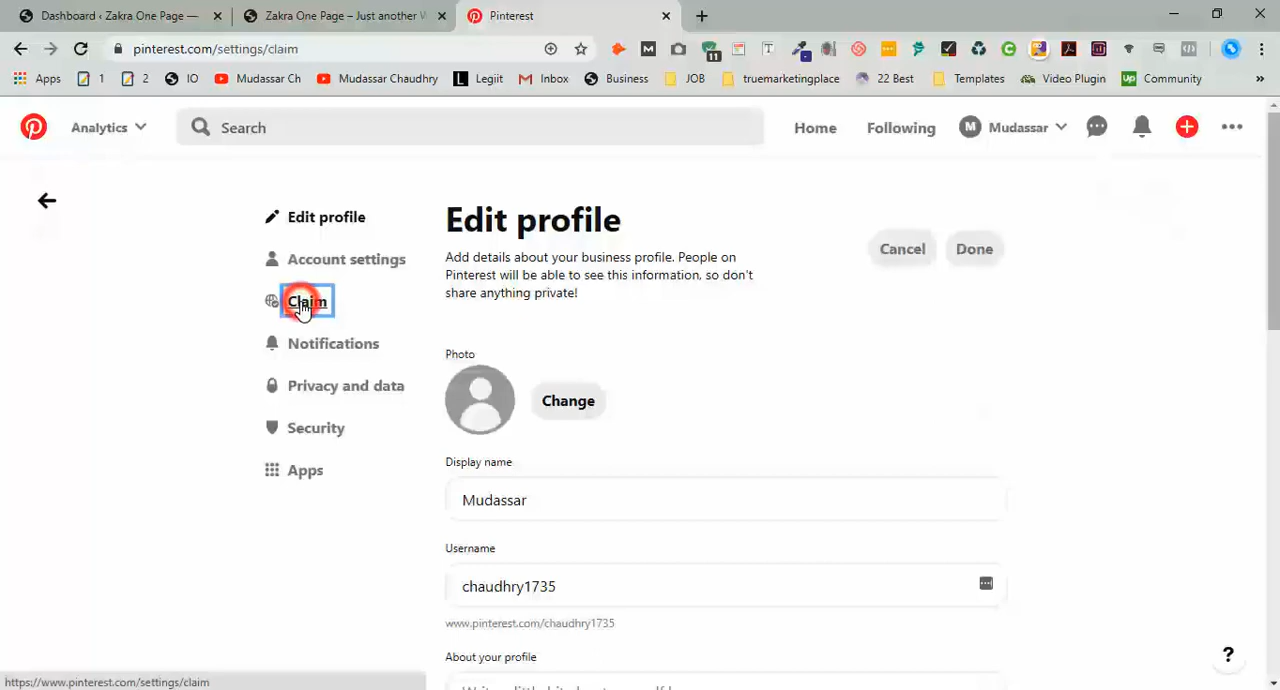 Dashboard ‹ Zakra One Page —
Zakra One Page – Just another W
Pinterest
pinterest.com/settings/claim
11
Apps
1
2
IO
Mudassar Ch
Mudassar Chaudhry
Legiit
Inbox
Business
JOB
truemarketingplace
22 Best
Templates
Video Plugin
Community
»
Analytics
Search
Home
Following
M Mudassar
Edit profile
Account settings
Claim
Notifications
Privacy and data
Security
Apps
Edit profile
Add details about your business profile. People on
Pinterest will be able to see this information, so don't
share anything private!
Cancel
Done
Photo
Change
Display name
Mudassar
Username
chaudhry1735
www.pinterest.com/chaudhry1735
About your profile
?
https://www.pinterest.com/settings/claim